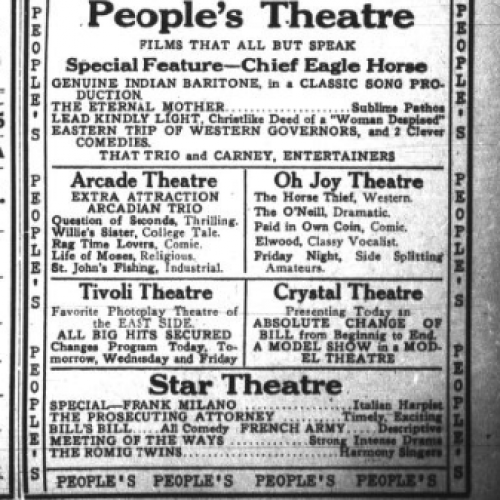 People's Theatre
FILMS THAT ALL BUT SPEAK
Special Feature—Chief Eagle Horse
GENUINE INDIAN BARITONE, in a CLASSIC SONG PRO-
DUCTION.
THE ETERNAL MOTHER..................Sublime Pathos
LEAD KINDLY LIGHT, Christlike Deed of a "Woman Despised"
EASTERN TRIP OF WESTERN GOVERNORS, and 2 Clever
COMEDIES.
THAT TRIO and CARNEY, ENTERTAINERS
Arcade Theatre
EXTRA ATTRACTION
ARCADIAN TRIO
Question of Seconds, Thrilling.
Willie's Sister, College Tale.
Rag Time Lovers, Comic.
Life of Moses, Religious.
St. John's Fishing, Industrial.
Oh Joy Theatre
The Horse Thief, Western.
The O'Neill, Dramatic.
Paid in Own Coin, Comic.
Elwood, Classy Vocalist.
Friday Night, Side Splitting
Amateurs.
Tivoli Theatre
Favorite Photoplay Theatre of
the EAST SIDE.
ALL BIG HITS SECURED
Changes Program Today, To-
morrow, Wednesday and Friday
Crystal Theatre
Presenting Today an
ABSOLUTE CHANGE OF
BILL from Beginnig to End.
A MODEL SHOW in a MOD-
EL THEATRE
Star Theatre
SPECIAL—FRANK MILANO ..................Italian Harpist
THE PROSECUTING ATTORNEY ..........Timely, Exciting
BILL'S BILL.....All Comedy FRENCH ARMY.....Descriptive
MEETING OF THE WAYS ............Strong Intense Drama
THE ROMIG TWINS......................Harmony Singers
PEOPLE'S PEOPLE'S PEOPLE'S PEOPLE'S
PEOPLE'S
PEOPLE'S
PEOPLE'S
PEOPLE'S
PEOPLE'S
PEOPLE'S